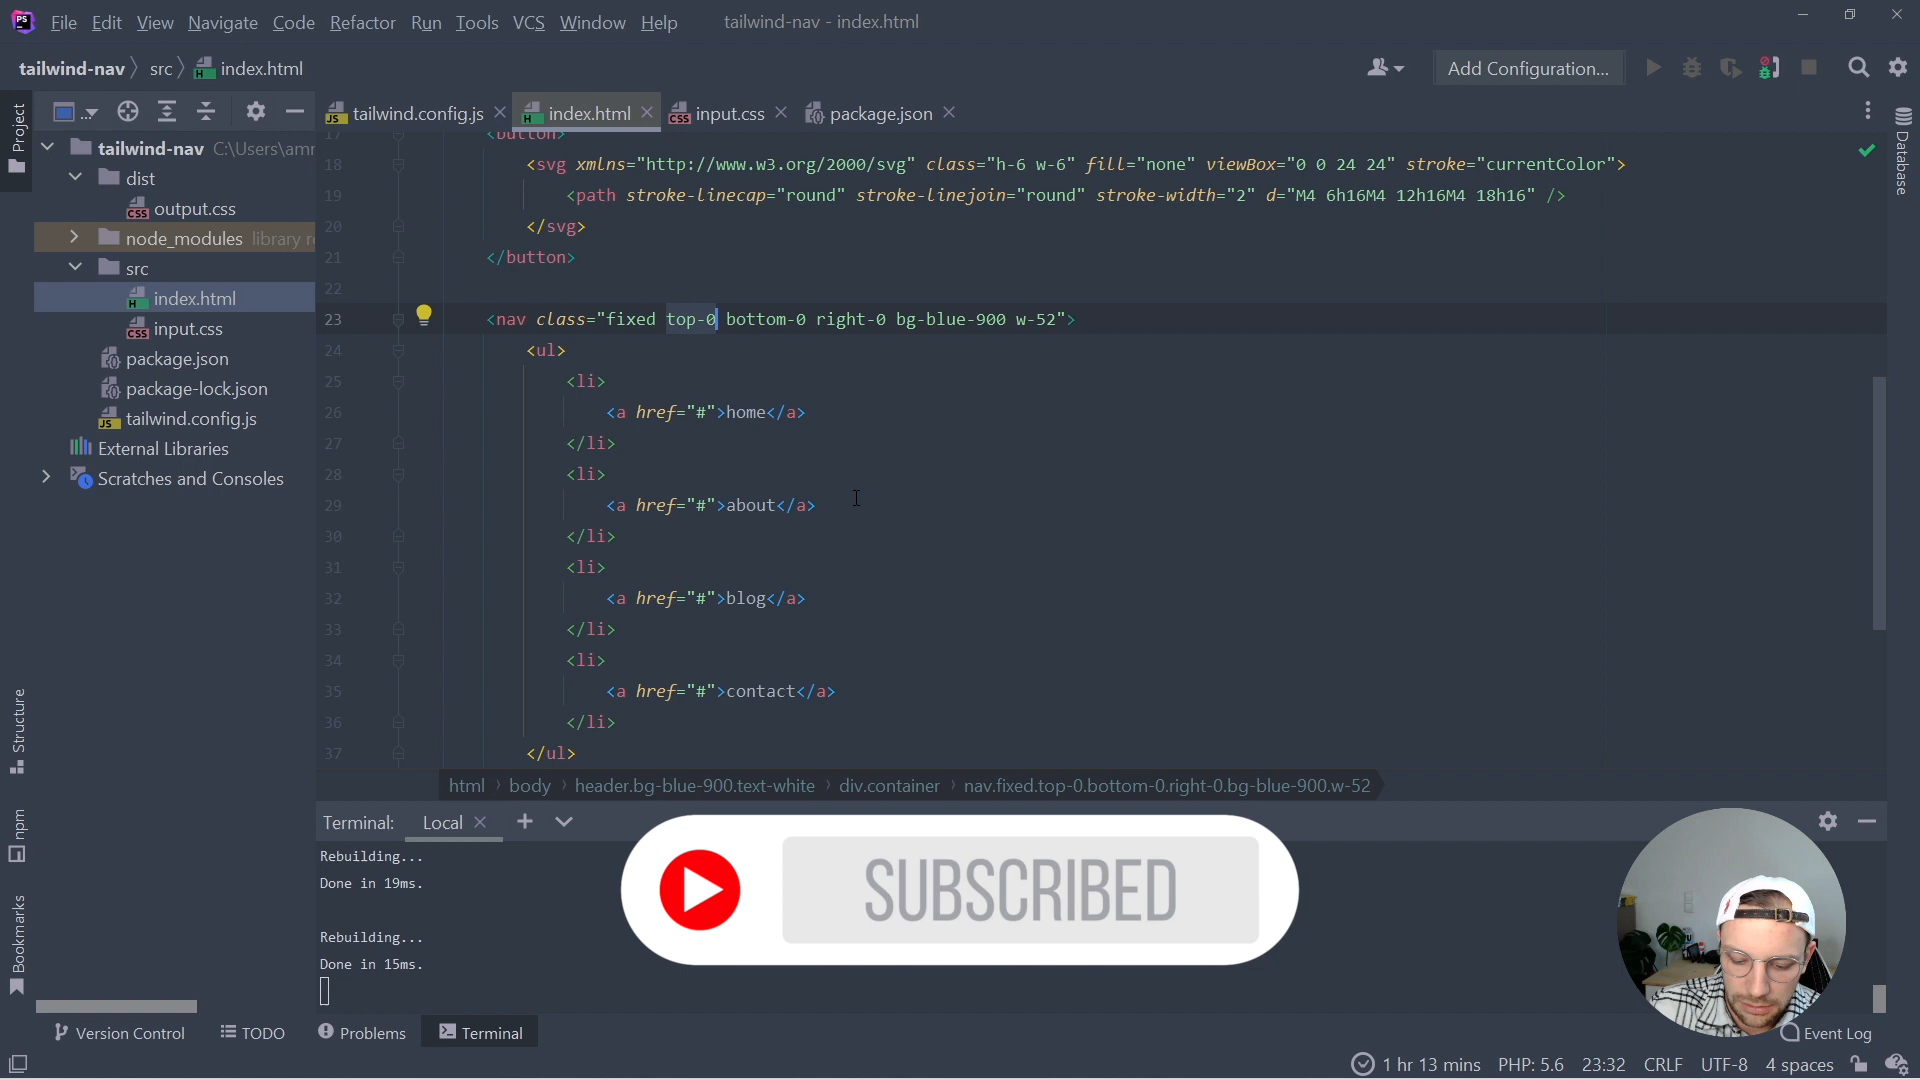 PS File Edit View Navigate Code Refactor Run Tools VCS Window Help tailwind-nav - index.html
tailwind-nav src index.html Add Configuration...
Project
tailwind.config.js index.html input.css package.json
Database
tailwind-nav C:\Users\amr
dist
output.css
node_modules library r
src
index.html
input.css
package.json
package-lock.json
tailwind.config.js
External Libraries
Scratches and Consoles
17 <button>
18 <svg xmlns="http://www.w3.org/2000/svg" class="h-6 w-6" fill="none" viewBox="0 0 24 24" stroke="currentColor">
19 <path stroke-linecap="round" stroke-linejoin="round" stroke-width="2" d="M4 6h16M4 12h16M4 18h16" />
20 </svg>
21 </button>
22
23 <nav class="fixed top-0 bottom-0 right-0 bg-blue-900 w-52">
24 <ul>
25 <li>
26 <a href="#">home</a>
27 </li>
28 <li>
29 <a href="#">about</a>
30 </li>
31 <li>
32 <a href="#">blog</a>
33 </li>
34 <li>
35 <a href="#">contact</a>
36 </li>
37 </ul>
html body header.bg-blue-900.text-white div.container nav.fixed.top-0.bottom-0.right-0.bg-blue-900.w-52
Structure
npm
Bookmarks
Terminal: Local
Rebuilding...
Done in 19ms.
Rebuilding...
Done in 15ms.
SUBSCRIBED
Version Control TODO Problems Terminal Event Log
1 hr 13 mins PHP: 5.6 23:32 CRLF UTF-8 4 spaces